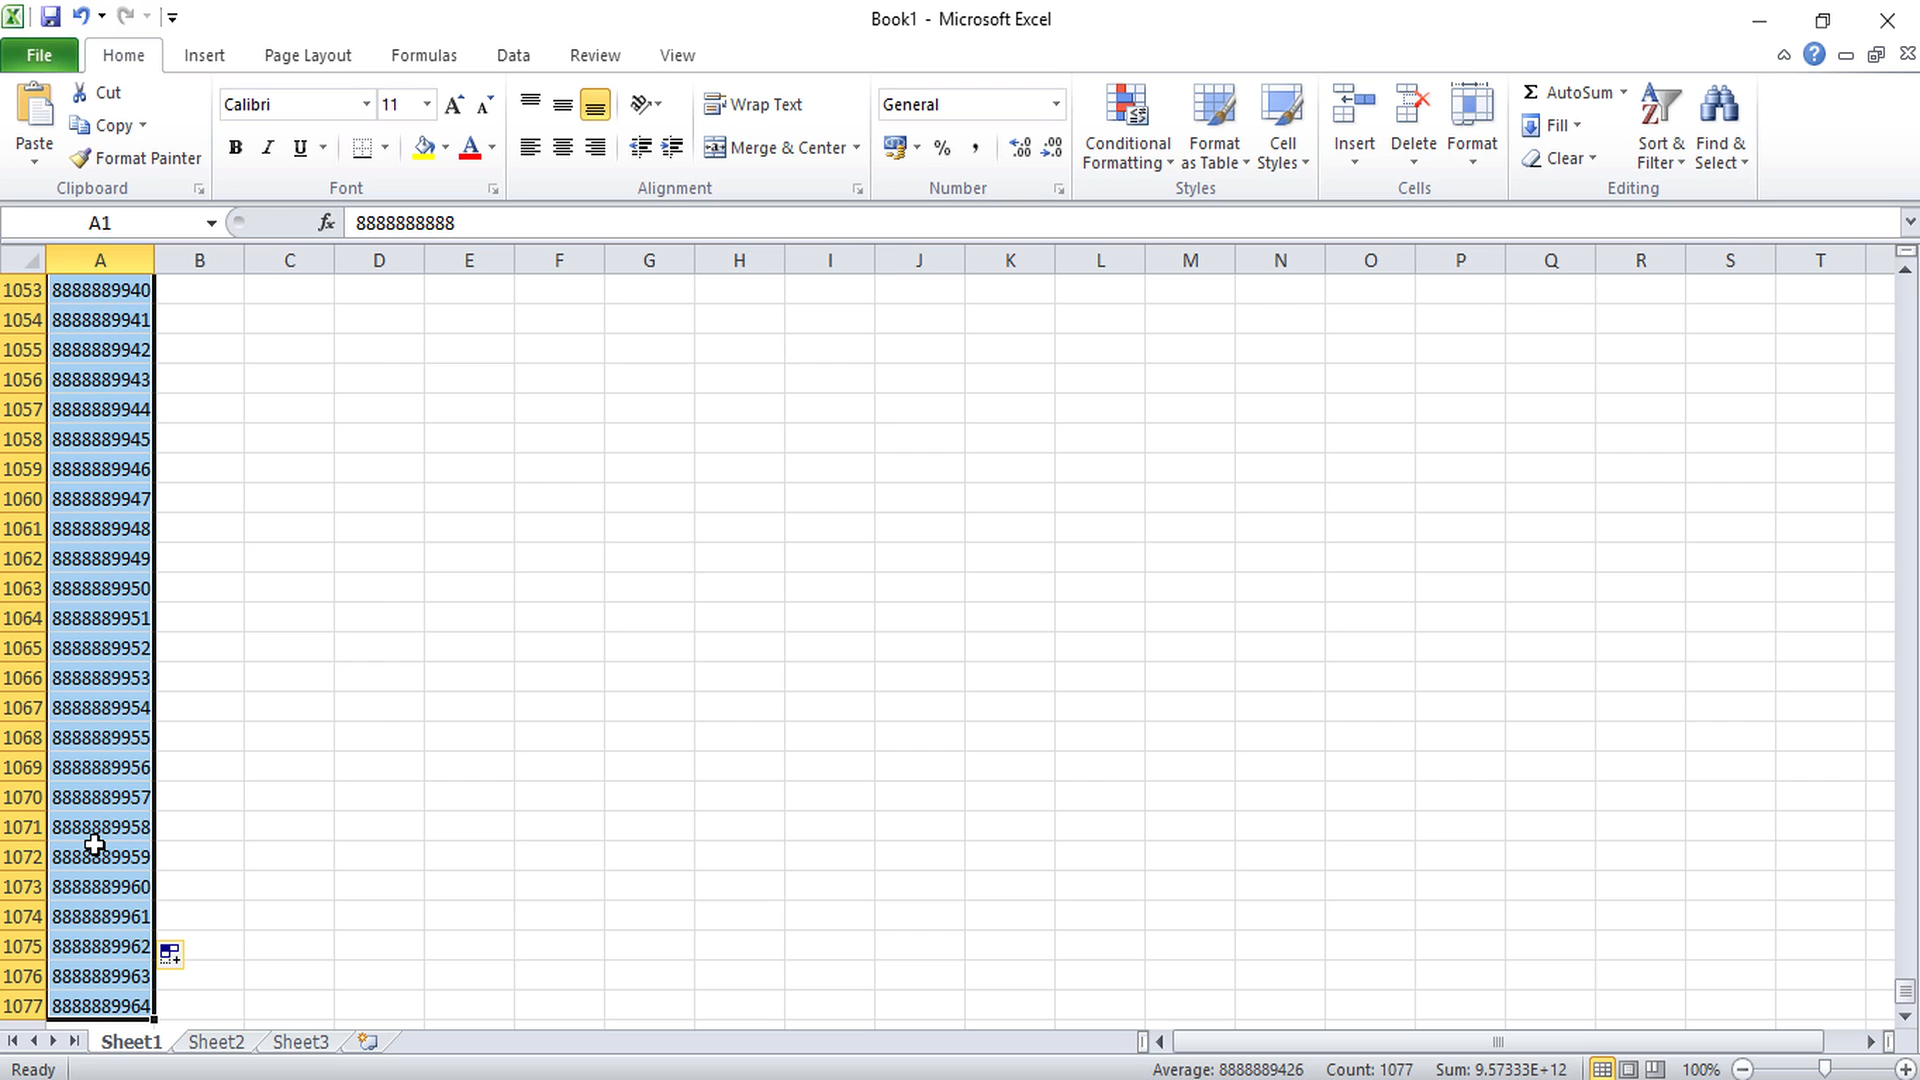 Book1 - Microsoft Excel
File Home Insert Page Layout Formulas Data Review View
Paste
Cut
Copy
Format Painter
Clipboard
Calibri 11
B I U A
Font
Wrap Text
Merge & Center
Alignment
General
% ,
Number
Conditional Formatting
Format as Table
Cell Styles
Styles
Insert Delete Format
Cells
Σ AutoSum
Fill
Clear
Sort & Filter
Find & Select
Editing
A1 fx 8888888888
A B C D E F G H I J K L M N O P Q R S T
1053 8888889940
1054 8888889941
1055 8888889942
1056 8888889943
1057 8888889944
1058 8888889945
1059 8888889946
1060 8888889947
1061 8888889948
1062 8888889949
1063 8888889950
1064 8888889951
1065 8888889952
1066 8888889953
1067 8888889954
1068 8888889955
1069 8888889956
1070 8888889957
1071 8888889958
1072 8888889959
1073 8888889960
1074 8888889961
1075 8888889962
1076 8888889963
1077 8888889964
Sheet1 Sheet2 Sheet3
Ready Average: 8888889426 Count: 1077 Sum: 9.57333E+12 100%